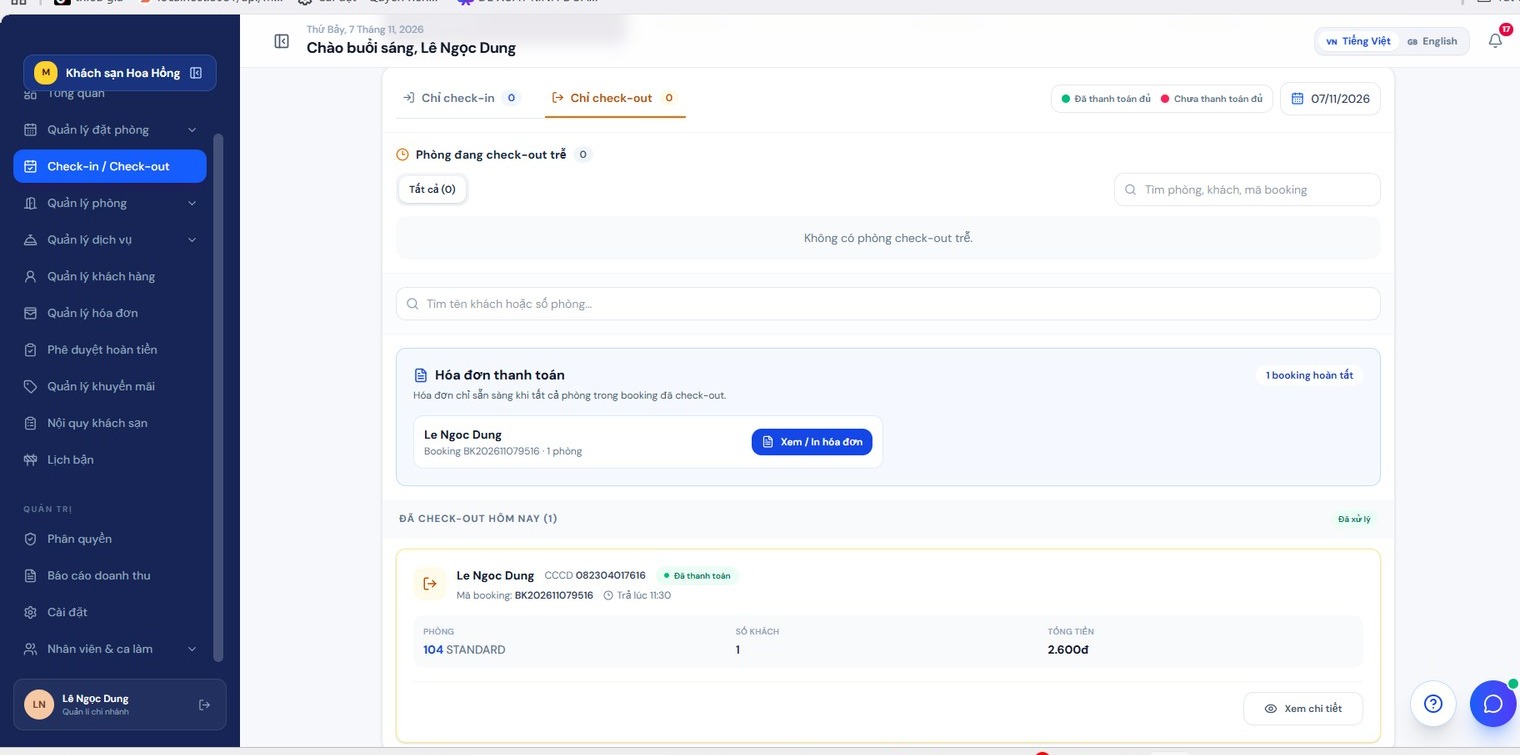 Thứ Bảy, 7 Tháng 11, 2026
Chào buổi sáng, Lê Ngọc Dung
VN Tiếng Việt
GB English
17
M Khách sạn Hoa Hồng
Tổng quan
Quản lý đặt phòng
Check-in / Check-out
Quản lý phòng
Quản lý dịch vụ
Quản lý khách hàng
Quản lý hóa đơn
Phê duyệt hoàn tiền
Quản lý khuyến mãi
Nội quy khách sạn
Lịch bận
QUẢN TRỊ
Phân quyền
Báo cáo doanh thu
Cài đặt
Nhân viên & ca làm
LN Lê Ngọc Dung
Quản lí chi nhánh
Chỉ check-in 0
Chỉ check-out 0
Đã thanh toán đủ
Chưa thanh toán đủ
07/11/2026
Phòng đang check-out trễ 0
Tất cả (0)
Tìm phòng, khách, mã booking
Không có phòng check-out trễ.
Tìm tên khách hoặc số phòng...
Hóa đơn thanh toán
1 booking hoàn tất
Hóa đơn chỉ sẵn sàng khi tất cả phòng trong booking đã check-out.
Le Ngoc Dung
Booking BK202611079516 · 1 phòng
Xem / In hóa đơn
ĐÃ CHECK-OUT HÔM NAY (1)
Đã xử lý
Le Ngoc Dung CCCD 082304017616 Đã thanh toán
Mã booking: BK202611079516 Trả lúc 11:30
PHÒNG
104 STANDARD
SỐ KHÁCH
1
TỔNG TIỀN
2.600đ
Xem chi tiết